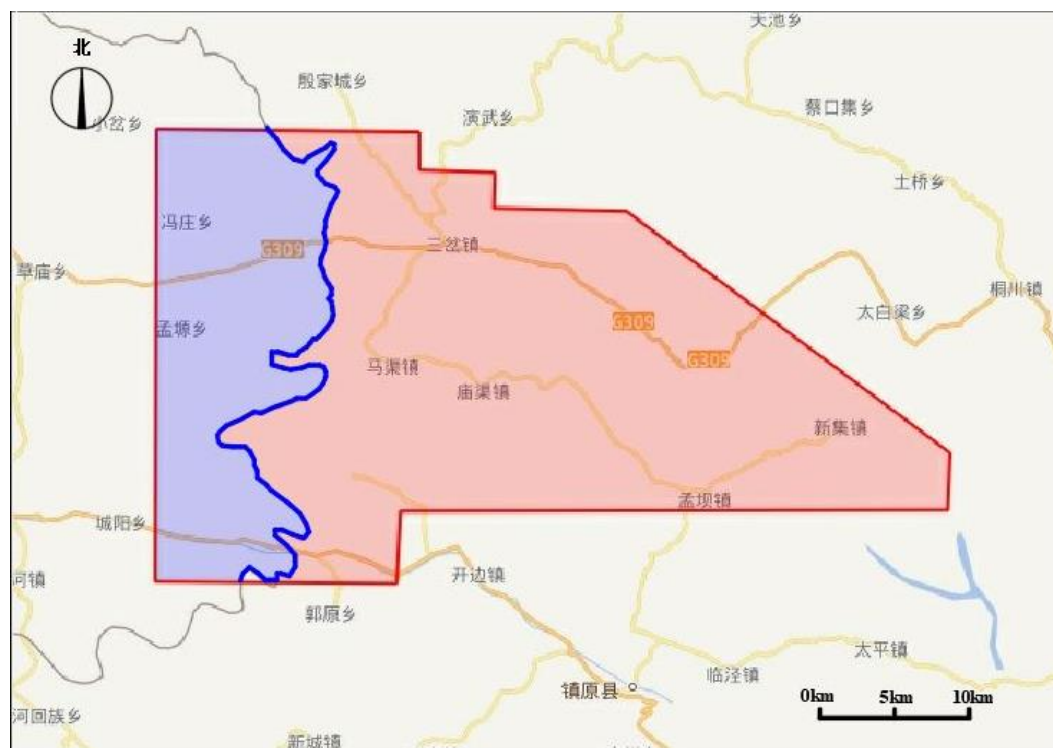 天池乡
北
殷家城乡
蔡口集乡
小岔乡
演武乡
土桥乡
冯庄乡
三岔镇
G309
草庙乡
桐川镇
太白梁乡
孟塬乡
G309
G309
马渠镇
庙渠镇
新集镇
孟坝镇
城阳乡
河镇
开边镇
郭原乡
太平镇
临泾镇
镇原县
0km 5km 10km
河回族乡
新城镇